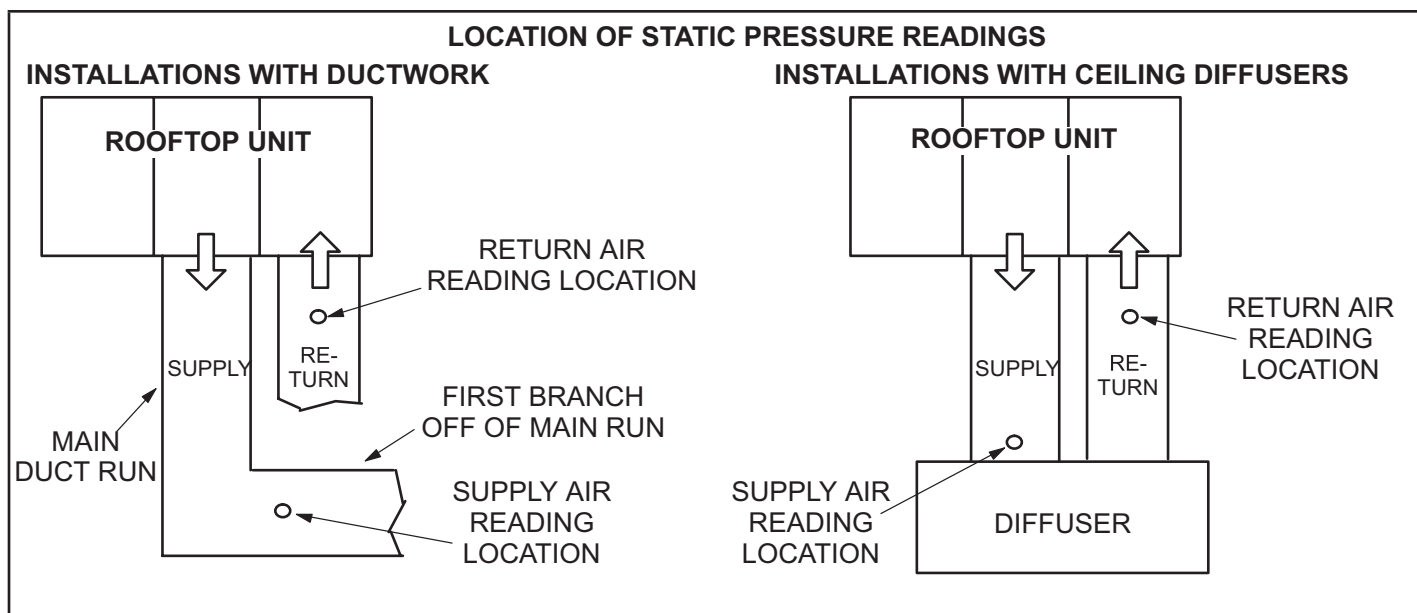 LOCATION OF STATIC PRESSURE READINGS
INSTALLATIONS WITH DUCTWORK
ROOFTOP UNIT
RETURN AIR
READING LOCATION
SUPPLY
RE-
TURN
FIRST BRANCH
OFF OF MAIN RUN
MAIN
DUCT RUN
SUPPLY AIR
READING
LOCATION
INSTALLATIONS WITH CEILING DIFFUSERS
ROOFTOP UNIT
RETURN AIR
READING
LOCATION
SUPPLY
RE-
TURN
SUPPLY AIR
READING
LOCATION
DIFFUSER